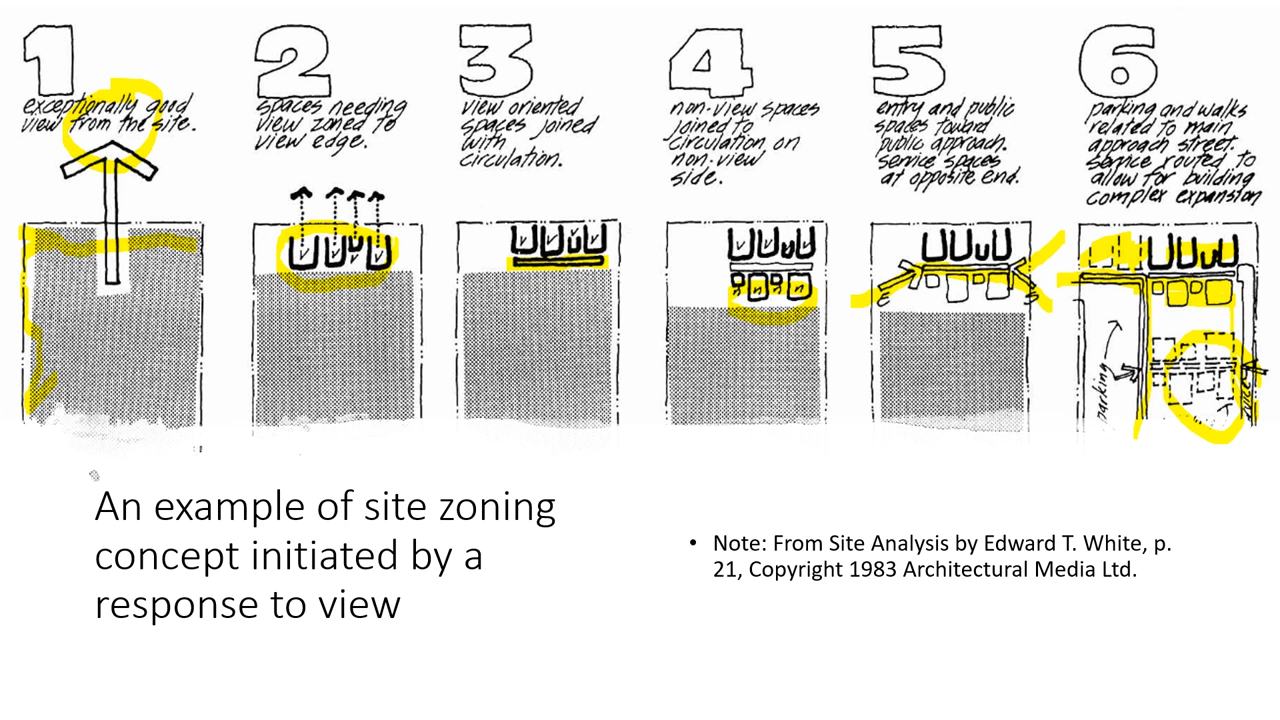 1
exceptionally good
view from the site.
2
spaces needing
view zoned to
view edge.
3
view oriented
spaces joined
with
circulation.
4
non-view spaces
joined to
circulation on
non-view
side.
5
entry and public
spaces toward
public approach.
service spaces
at opposite end.
6
parking and walks
related to main
approach street.
service routed to
allow for building
complex expansion
E
S
parking
An example of site zoning
concept initiated by a
response to view
• Note: From Site Analysis by Edward T. White, p.
21, Copyright 1983 Architectural Media Ltd.